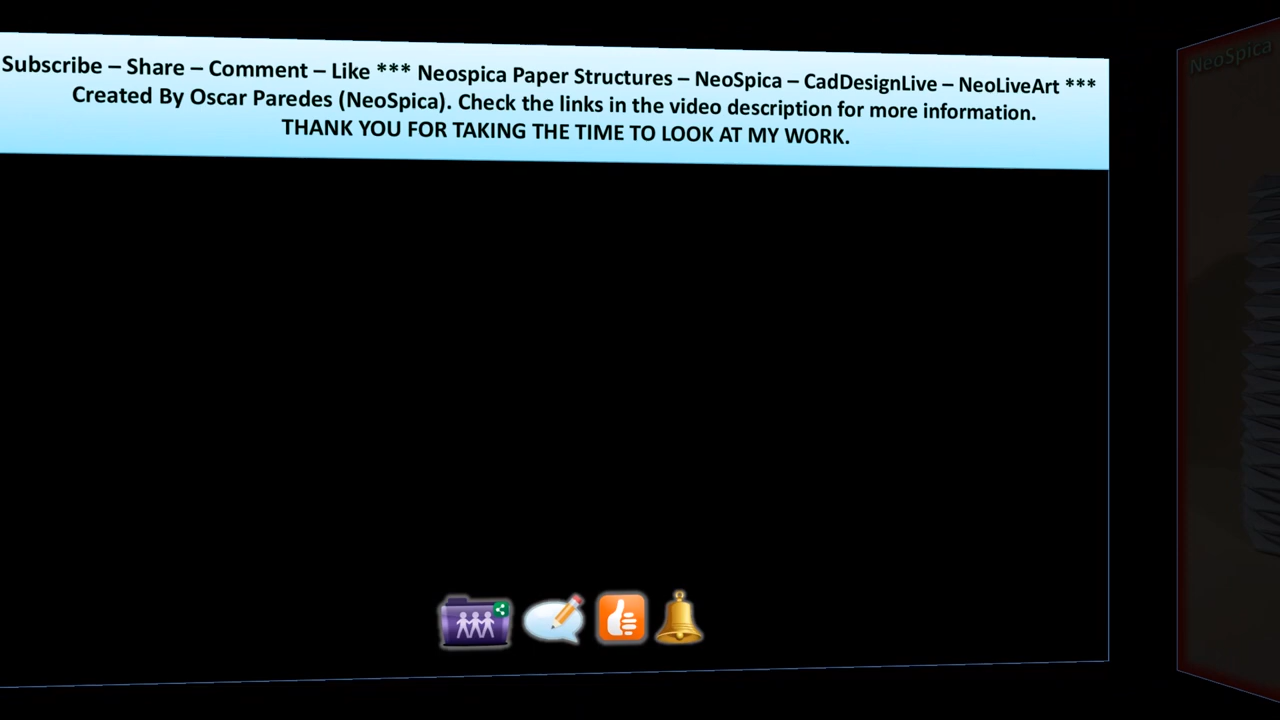 Subscribe – Share – Comment – Like *** Neospica Paper Structures – NeoSpica – CadDesignLive – NeoLiveArt ***
Created By Oscar Paredes (NeoSpica). Check the links in the video description for more information.
THANK YOU FOR TAKING THE TIME TO LOOK AT MY WORK.
NeoSpica